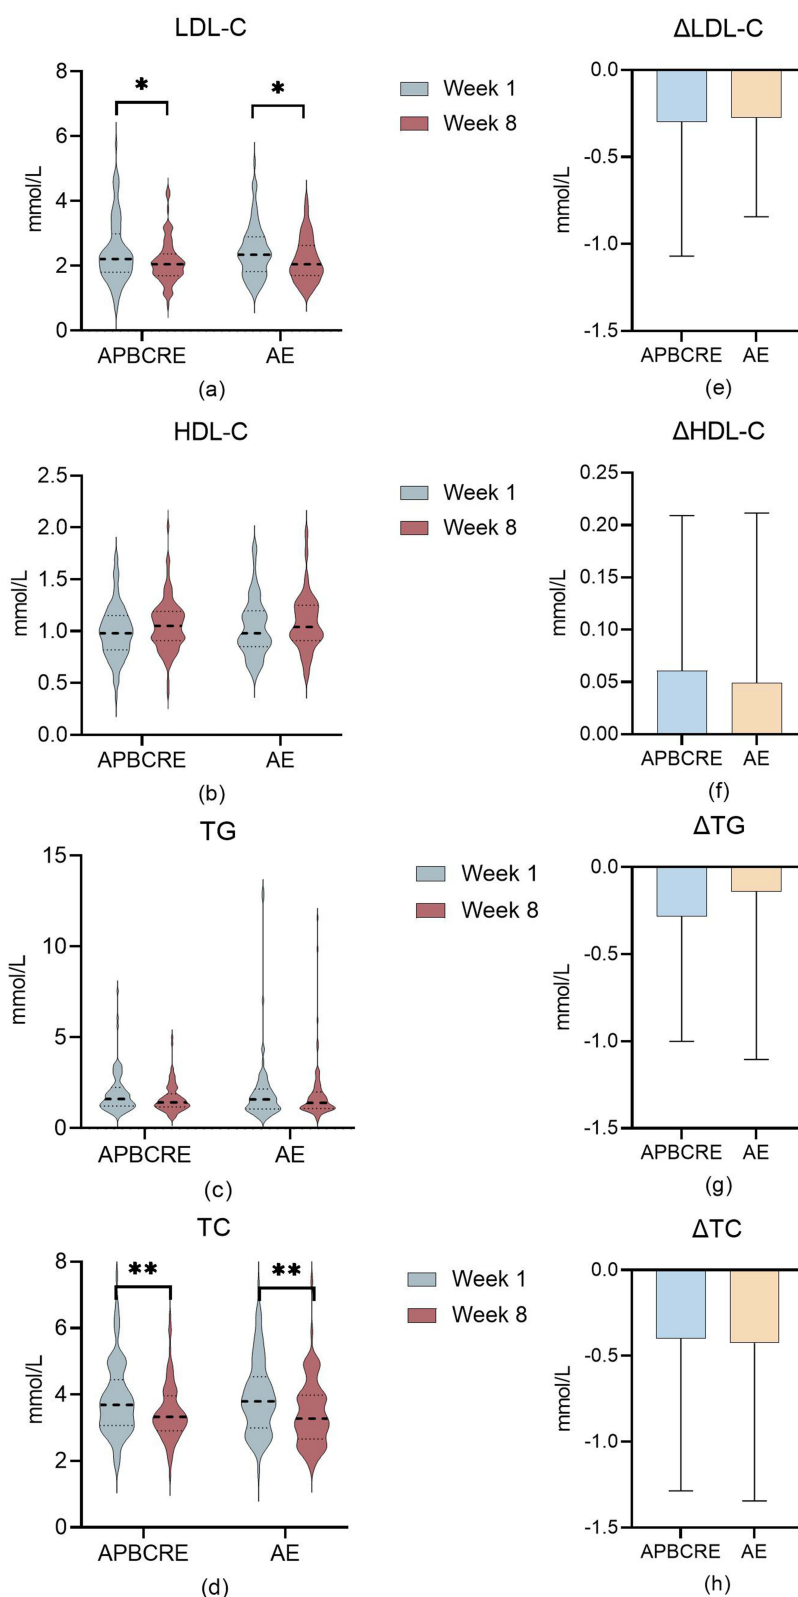 LDL-C
8
6
4
2
0
mmol/L
*
*
APBCRE
AE
Week 1
Week 8
(a)
ΔLDL-C
0.0
-0.5
-1.0
-1.5
mmol/L
APBCRE
AE
(e)
HDL-C
2.5
2.0
1.5
1.0
0.5
0.0
mmol/L
APBCRE
AE
Week 1
Week 8
(b)
ΔHDL-C
0.25
0.20
0.15
0.10
0.05
0.00
mmol/L
APBCRE
AE
(f)
TG
15
10
5
0
mmol/L
APBCRE
AE
Week 1
Week 8
(c)
ΔTG
0.0
-0.5
-1.0
-1.5
mmol/L
APBCRE
AE
(g)
TC
8
6
4
2
0
mmol/L
**
**
APBCRE
AE
Week 1
Week 8
(d)
ΔTC
0.0
-0.5
-1.0
-1.5
mmol/L
APBCRE
AE
(h)